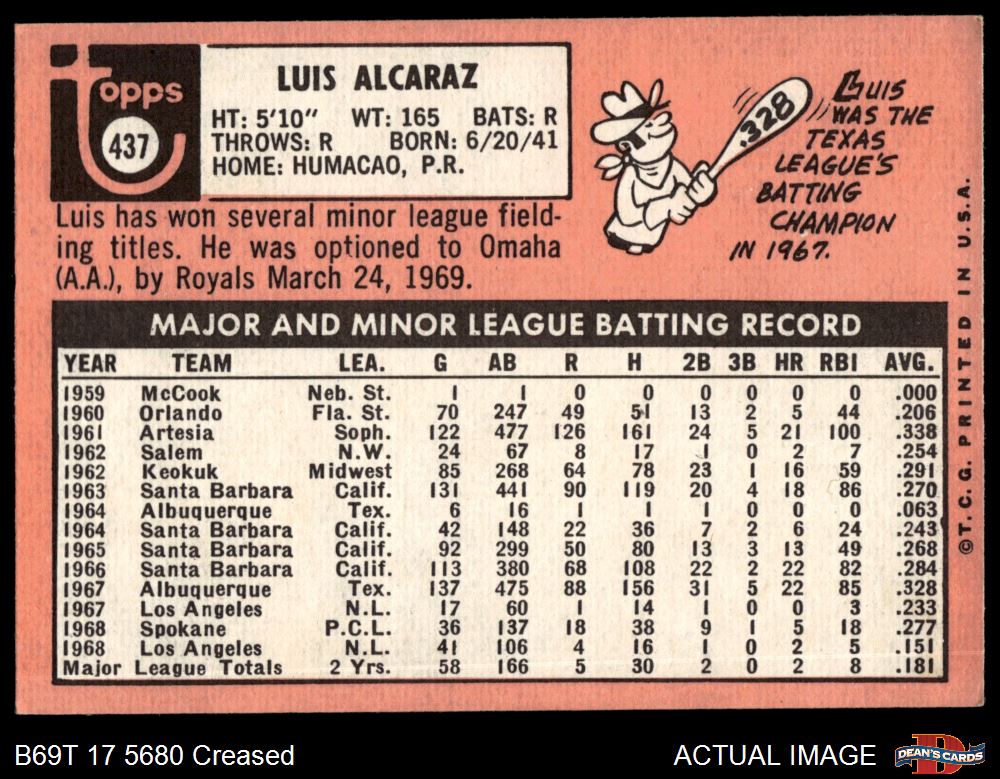 Topps
437
LUIS ALCARAZ
HT: 5'10" WT: 165 BATS: R
THROWS: R BORN: 6/20/41
HOME: HUMACAO, P.R.
.328
LUIS
WAS THE
TEXAS
LEAGUE'S
BATTING
CHAMPION
IN 1967.
Luis has won several minor league field-
ing titles. He was optioned to Omaha
(A.A.), by Royals March 24, 1969.
MAJOR AND MINOR LEAGUE BATTING RECORD
YEAR TEAM LEA. G AB R H 2B 3B HR RBI AVG.
1959 McCook Neb. St. 1 1 0 0 0 0 0 0 .000
1960 Orlando Fla. St. 70 247 49 51 13 2 5 44 .206
1961 Artesia Soph. 122 477 126 161 24 5 21 100 .338
1962 Salem N.W. 24 67 8 17 1 0 2 7 .254
1962 Keokuk Midwest 85 268 64 78 23 1 16 59 .291
1963 Santa Barbara Calif. 131 441 90 119 20 4 18 86 .270
1964 Albuquerque Tex. 6 16 1 1 1 0 0 0 .063
1964 Santa Barbara Calif. 42 148 22 36 7 2 6 24 .243
1965 Santa Barbara Calif. 92 299 50 80 13 3 13 49 .268
1966 Santa Barbara Calif. 113 380 68 108 22 2 22 82 .284
1967 Albuquerque Tex. 137 475 88 156 31 5 22 85 .328
1967 Los Angeles N.L. 17 60 1 14 1 0 0 3 .233
1968 Spokane P.C.L. 36 137 18 38 9 1 5 18 .277
1968 Los Angeles N.L. 41 106 4 16 1 0 2 5 .151
Major League Totals 2 Yrs. 58 166 5 30 2 0 2 8 .181
©T. C. G. PRINTED IN U.S.A.
B69T 17 5680 Creased
ACTUAL IMAGE
DEAN'S CARDS